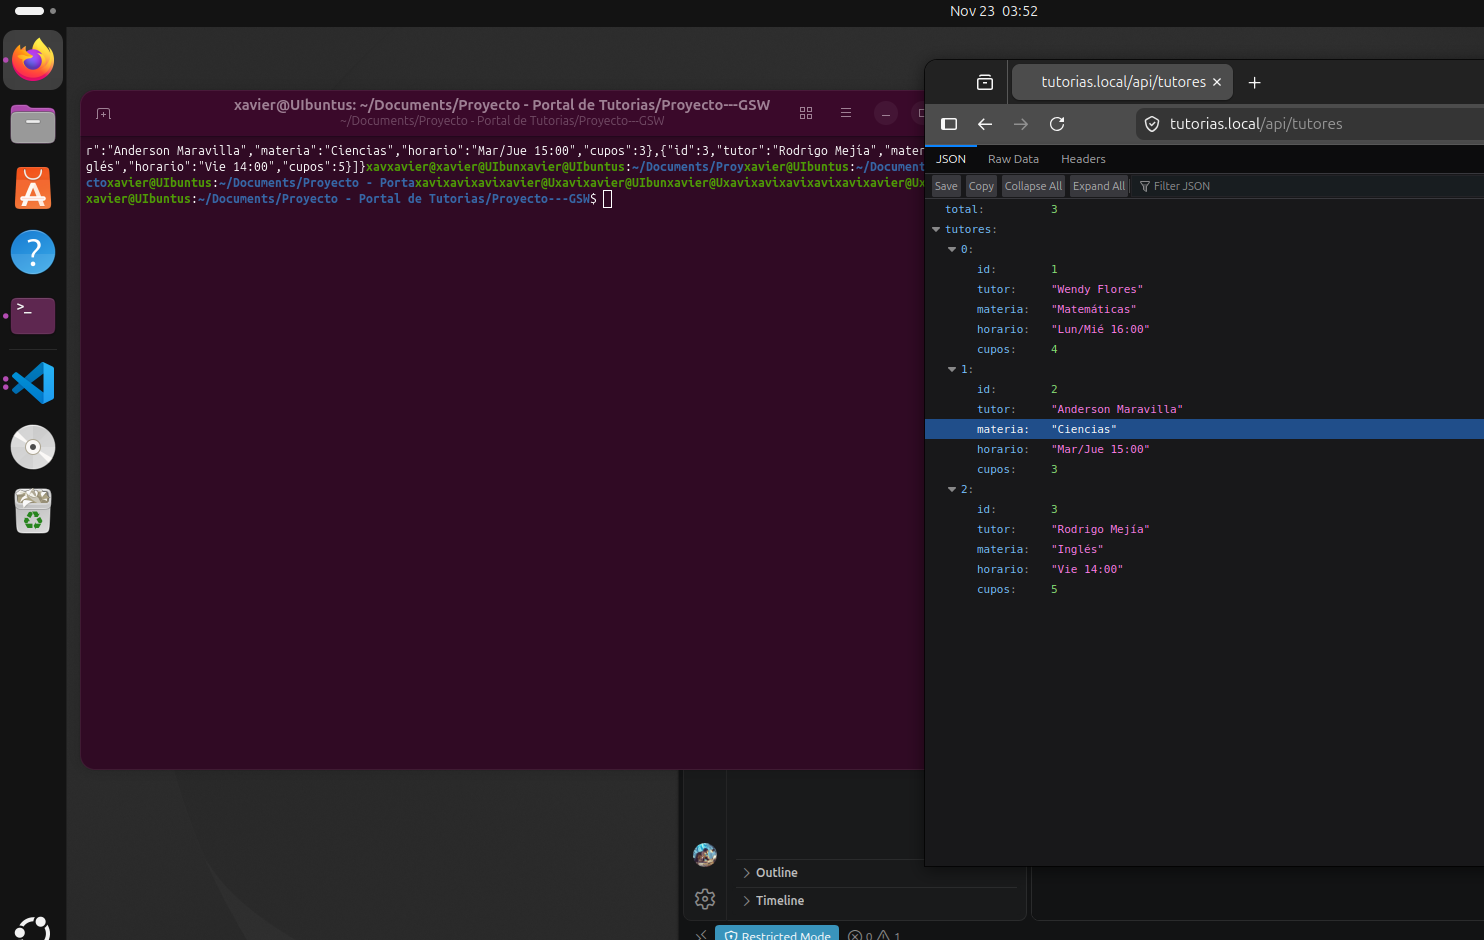 Nov 23 03:52
xavier@UIbuntus: ~/Documents/Proyecto - Portal de Tutorias/Proyecto---GSW
~/Documents/Proyecto - Portal de Tutorias/Proyecto---GSW
r":"Anderson Maravilla","materia":"Ciencias","horario":"Mar/Jue 15:00","cupos":3},{"id":3,"tutor":"Rodrigo Mejía","mater
glés","horario":"Vie 14:00","cupos":5}]}xavxavier@xavier@UIbunxavier@UIbuntus:~/Documents/Proyxavier@UIbuntus:~/Document
ctoxavier@UIbuntus:~/Documents/Proyecto - Portaxavixavixavixavier@Uxavixavier@UIbunxavier@Uxavixavixavixavixavixavier@Ux
xavier@UIbuntus:~/Documents/Proyecto - Portal de Tutorias/Proyecto---GSW$
tutorias.local/api/tutores
tutorias.local/api/tutores
JSON Raw Data Headers
Save Copy Collapse All Expand All Filter JSON
total: 3
tutores:
0:
id: 1
tutor: "Wendy Flores"
materia: "Matemáticas"
horario: "Lun/Mié 16:00"
cupos: 4
1:
id: 2
tutor: "Anderson Maravilla"
materia: "Ciencias"
horario: "Mar/Jue 15:00"
cupos: 3
2:
id: 3
tutor: "Rodrigo Mejía"
materia: "Inglés"
horario: "Vie 14:00"
cupos: 5
Outline
Timeline
Restricted Mode 0 1